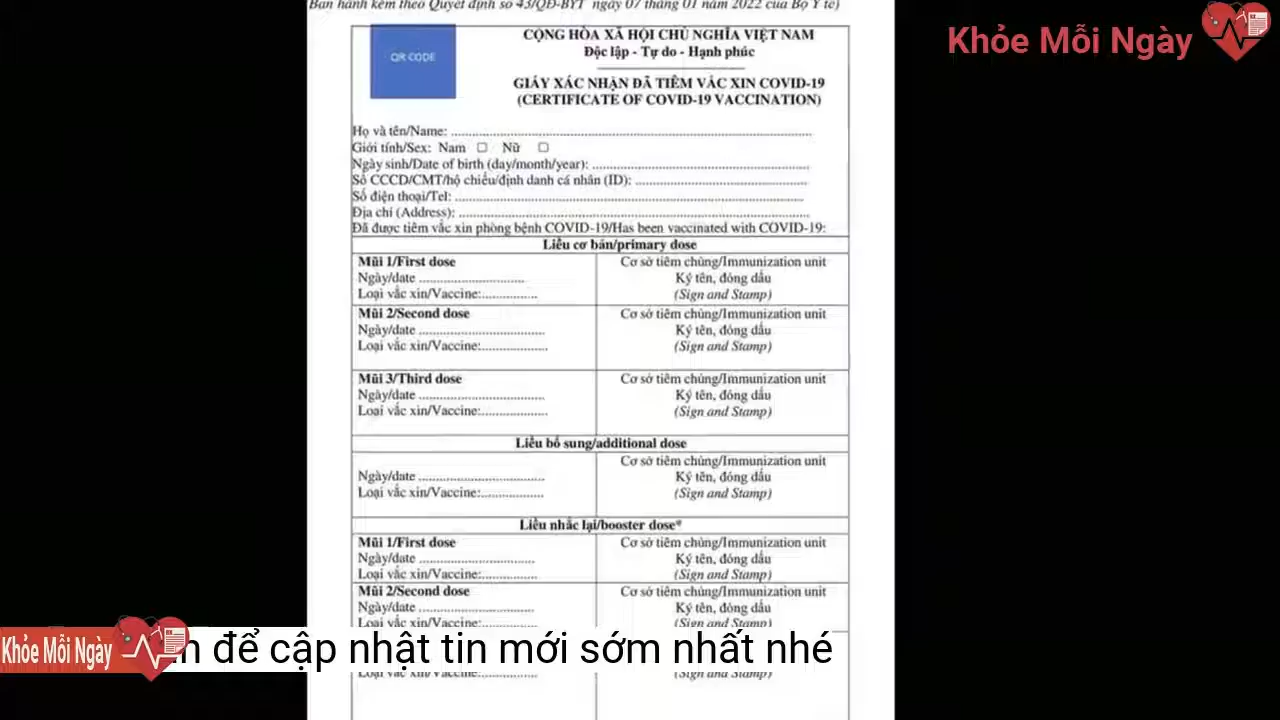 Ban hành kèm theo Quyết định số 43/QĐ-BYT ngày 07 tháng 01 năm 2022 của Bộ Y tế)
Khỏe Mỗi Ngày
QR CODE
CỘNG HÒA XÃ HỘI CHỦ NGHĨA VIỆT NAM
Độc lập - Tự do - Hạnh phúc
GIẤY XÁC NHẬN ĐÃ TIÊM VẮC XIN COVID-19
(CERTIFICATE OF COVID-19 VACCINATION)
Họ và tên/Name: ....................
Giới tính/Sex: Nam ☐ Nữ ☐
Ngày sinh/Date of birth (day/month/year): ....................
Số CCCD/CMT/hộ chiếu/định danh cá nhân (ID): ....................
Số điện thoại/Tel: ....................
Địa chỉ (Address): ....................
Đã được tiêm vắc xin phòng bệnh COVID-19/Has been vaccinated with COVID-19:
Liều cơ bản/primary dose
Mũi 1/First dose
Ngày/date ....................
Loại vắc xin/Vaccine:...............
Cơ sở tiêm chủng/Immunization unit
Ký tên, đóng dấu
(Sign and Stamp)
Mũi 2/Second dose
Ngày/date ....................
Loại vắc xin/Vaccine:...............
Cơ sở tiêm chủng/Immunization unit
Ký tên, đóng dấu
(Sign and Stamp)
Mũi 3/Third dose
Ngày/date ....................
Loại vắc xin/Vaccine:...............
Cơ sở tiêm chủng/Immunization unit
Ký tên, đóng dấu
(Sign and Stamp)
Liều bổ sung/additional dose
Ngày/date ....................
Loại vắc xin/Vaccine:...............
Cơ sở tiêm chủng/Immunization unit
Ký tên, đóng dấu
(Sign and Stamp)
Liều nhắc lại/booster dose*
Mũi 1/First dose
Ngày/date ....................
Loại vắc xin/Vaccine:...............
Cơ sở tiêm chủng/Immunization unit
Ký tên, đóng dấu
(Sign and Stamp)
Mũi 2/Second dose
Ngày/date ....................
Loại vắc xin/Vaccine:...............
Cơ sở tiêm chủng/Immunization unit
Ký tên, đóng dấu
(Sign and Stamp)
Khỏe Mỗi Ngày
để cập nhật tin mới sớm nhất nhé
Loại vắc xin/Vaccine:...............
(Sign and Stamp)